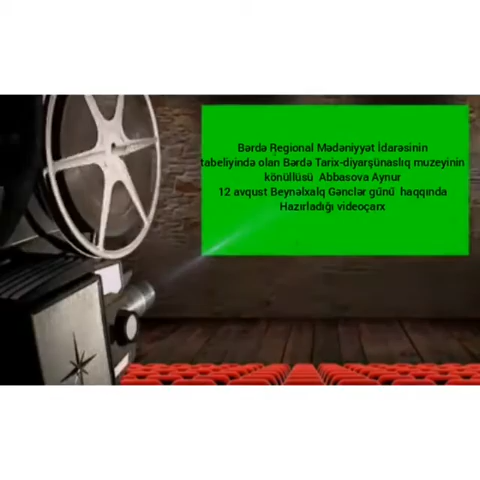 Bərdə Regional Mədəniyyət İdarəsinin
tabeliyində olan Bərdə Tarix-diyarşünaslıq muzeyinin
könüllüsü Abbasova Aynur
12 avqust Beynəlxalq Gənclər günü haqqında
Hazırladığı videoçarx